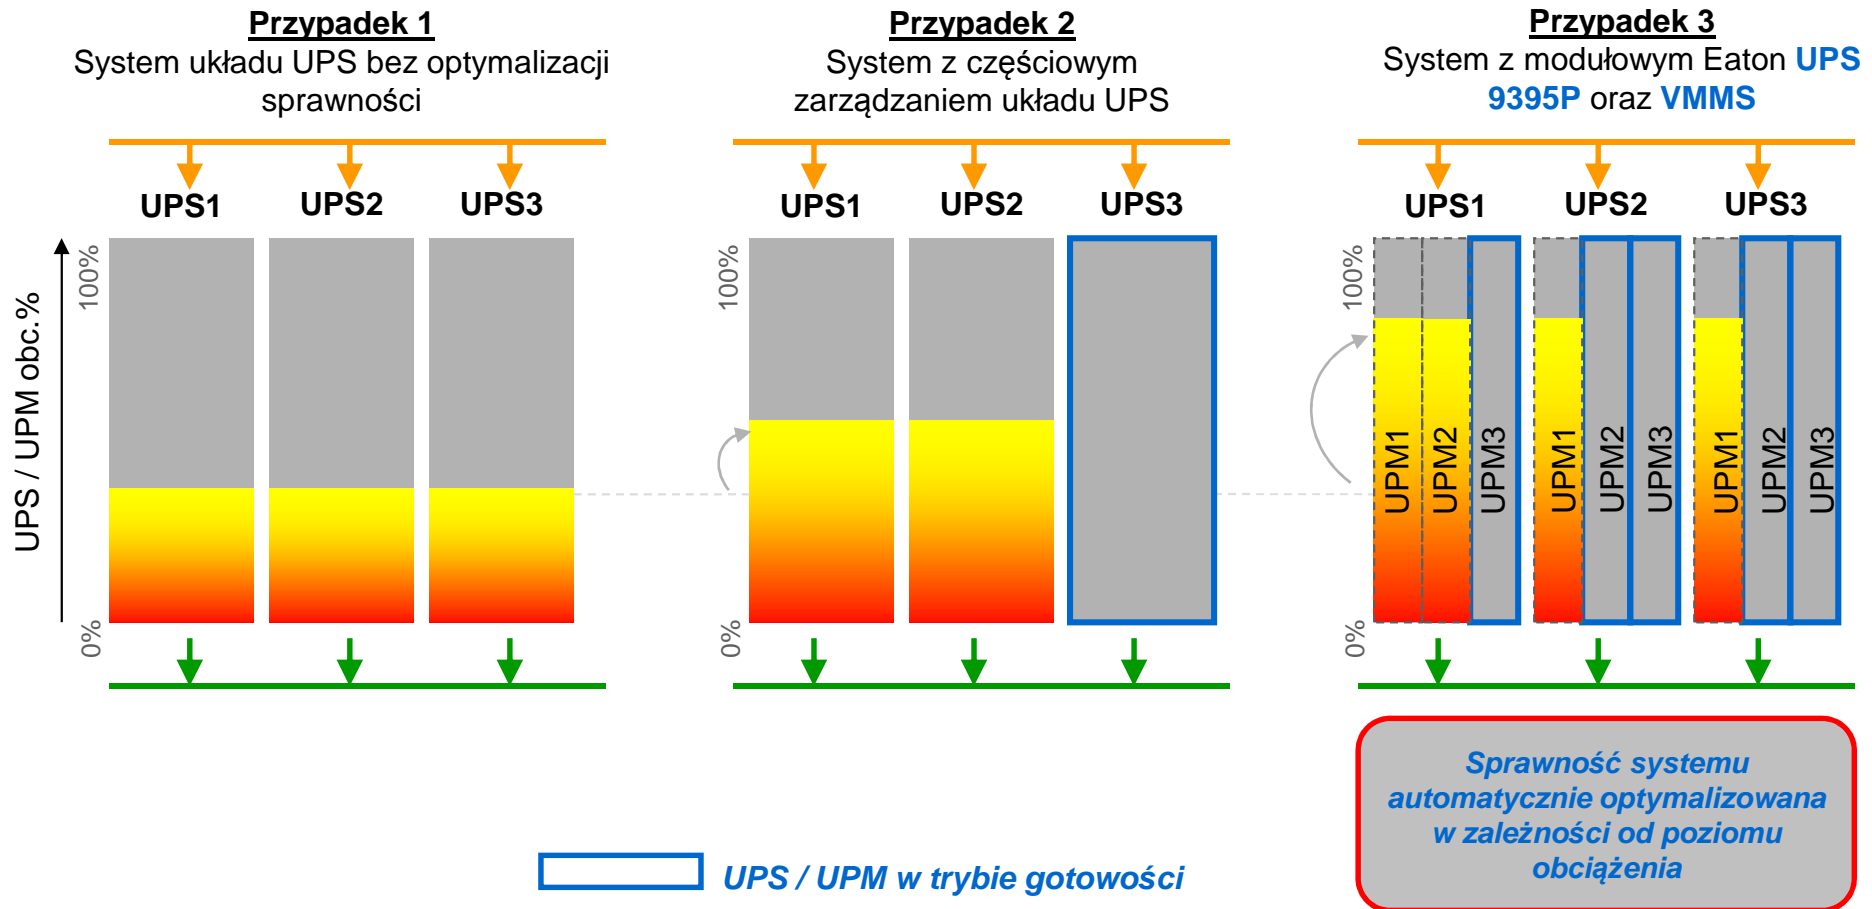 Przypadek 1
System układu UPS bez optymalizacji
sprawności
UPS1
UPS2
UPS3
UPS / UPM obc.%
100%
0%
Przypadek 2
System z częściowym
zarządzaniem układu UPS
UPS1
UPS2
UPS3
100%
0%
Przypadek 3
System z modułowym Eaton UPS
9395P oraz VMMS
UPS1
UPS2
UPS3
100%
0%
UPM1
UPM2
UPM3
UPM1
UPM2
UPM3
UPM1
UPM2
UPM3
Sprawność systemu
automatycznie optymalizowana
w zależności od poziomu
obciążenia
UPS / UPM w trybie gotowości